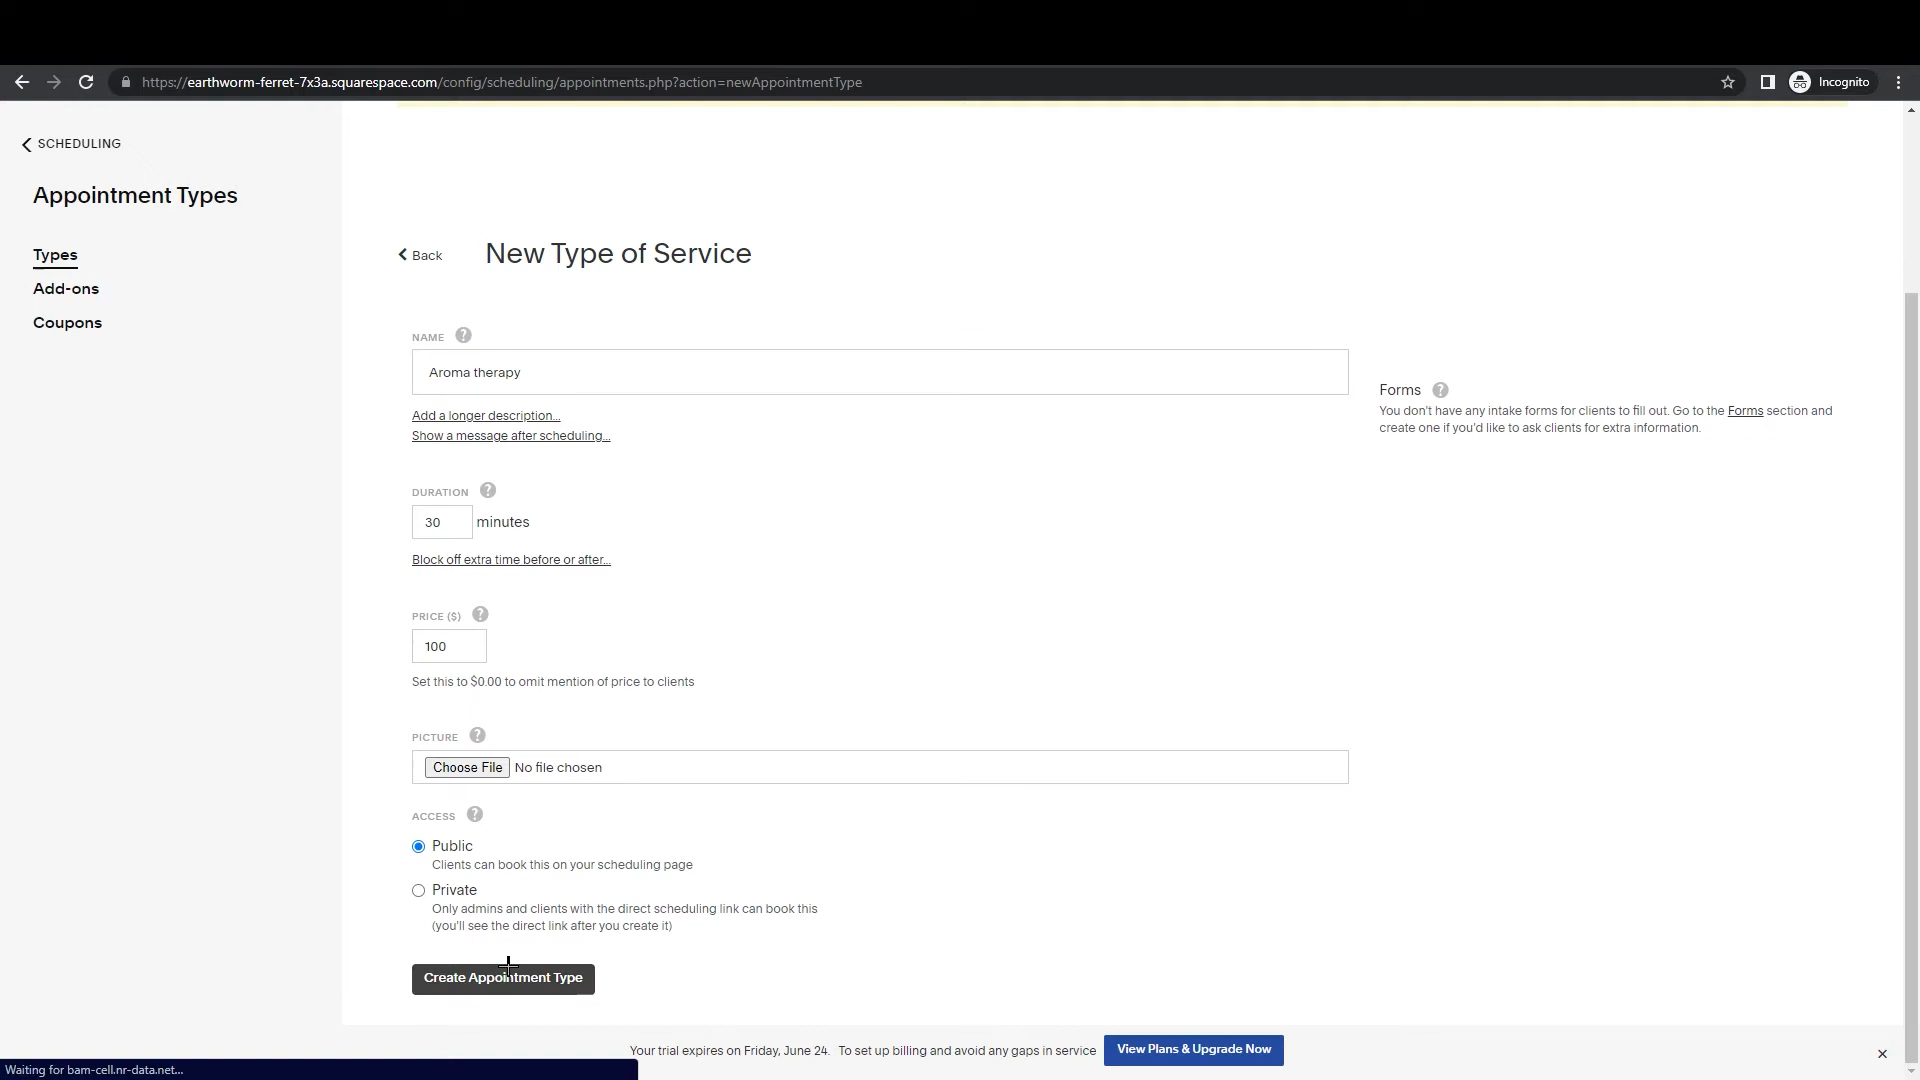 https://earthworm-ferret-7x3a.squarespace.com/config/scheduling/appointments.php?action=newAppointmentType
Incognito
SCHEDULING
Appointment Types
Types
Add-ons
Coupons
Back
New Type of Service
NAME ?
Aroma therapy
Add a longer description...
Show a message after scheduling...
Forms ?
You don't have any intake forms for clients to fill out. Go to the Forms section and
create one if you'd like to ask clients for extra information.
DURATION ?
30 minutes
Block off extra time before or after...
PRICE ($) ?
100
Set this to $0.00 to omit mention of price to clients
PICTURE ?
Choose File No file chosen
ACCESS ?
Public
Clients can book this on your scheduling page
Private
Only admins and clients with the direct scheduling link can book this
(you'll see the direct link after you create it)
Create Appointment Type
Your trial expires on Friday, June 24. To set up billing and avoid any gaps in service
View Plans & Upgrade Now
Waiting for bam-cell.nr-data.net...